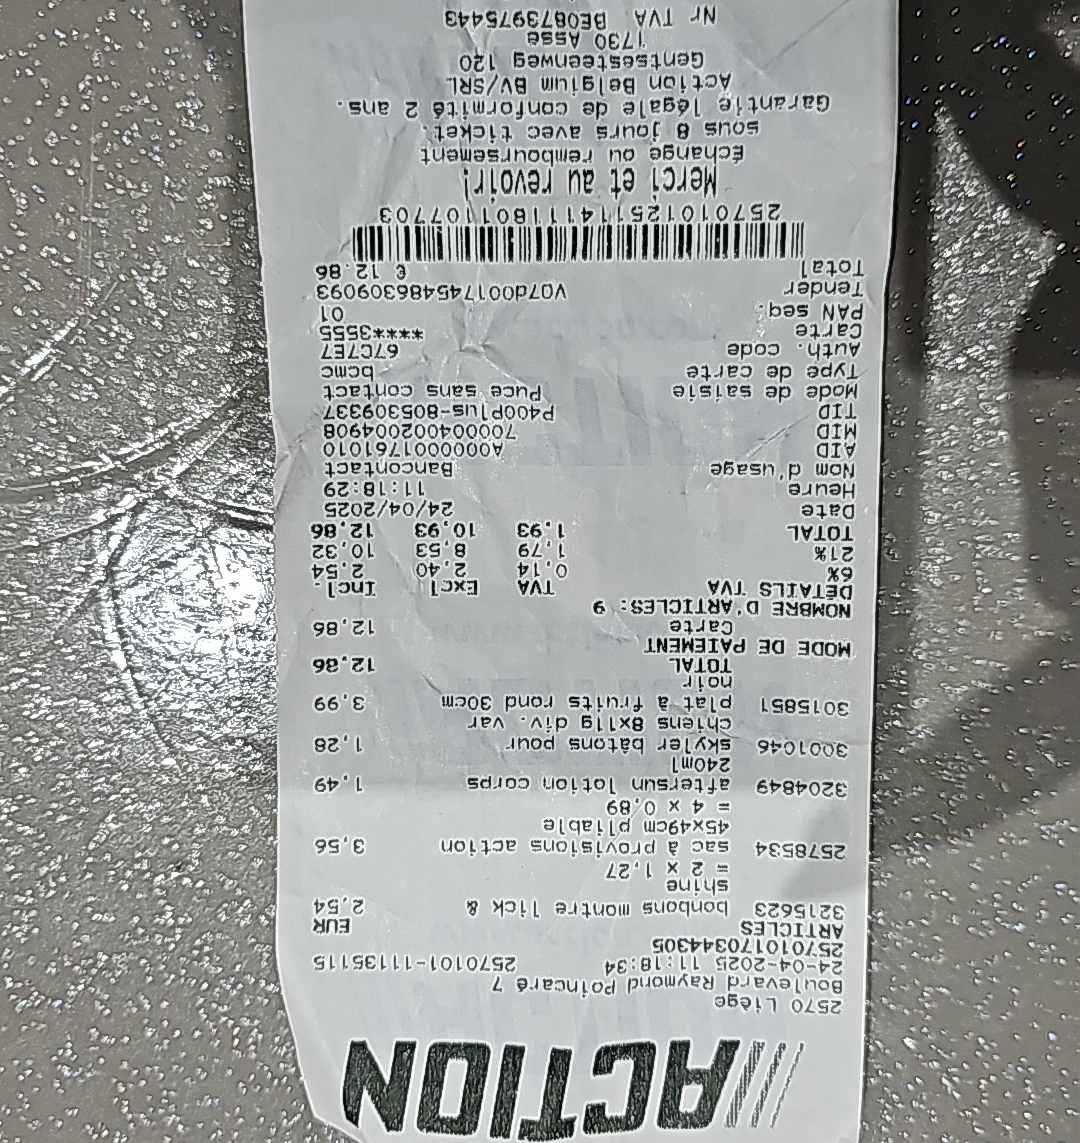 ACTION
2570 Liège
Boulevard Raymond Poincaré 7
24-04-2025 11:18:34 2570101-11135115
2570101170344305
ARTICLES EUR
3215623 bonbons montre lick & 2,54
shine
= 2 x 1,27
2578534 sac à provisions action 3,56
45x49cm pliable
= 4 x 0,89
3204849 aftersun lotion corps 1,49
240ml
3001046 skyler bâtons pour 1,28
chiens 8x11g div. var
3015851 plat à fruits rond 30cm 3,99
noir
TOTAL 12,86
MODE DE PAIEMENT
Carte 12,86
NOMBRE D'ARTICLES: 9
DÉTAILS TVA TVA Excl Incl.
6% 0,14 2,40 2,54
21% 1,79 8,53 10,32
TOTAL 1,93 10,93 12,86
Date 24/04/2025
Heure 11:18:29
Nom d'usage Bancontact
AID A0000001761010
MID 700004002004908
TID P400Plus-805309337
Mode de saisie Puce sans contact
Type de carte bcmc
Auth. code 67C7E7
Carte ****3555
PAN seq. 01
Tender VQ7d001745486309093
Total € 12.86
257010125114111801107703
Merci et au revoir!
Échange ou remboursement
sous 8 jours avec ticket.
Garantie légale de conformité 2 ans.
Action Belgium BV/SRL
Gentsesteenweg 120
1730 Asse
Nr TVA BE0873975443